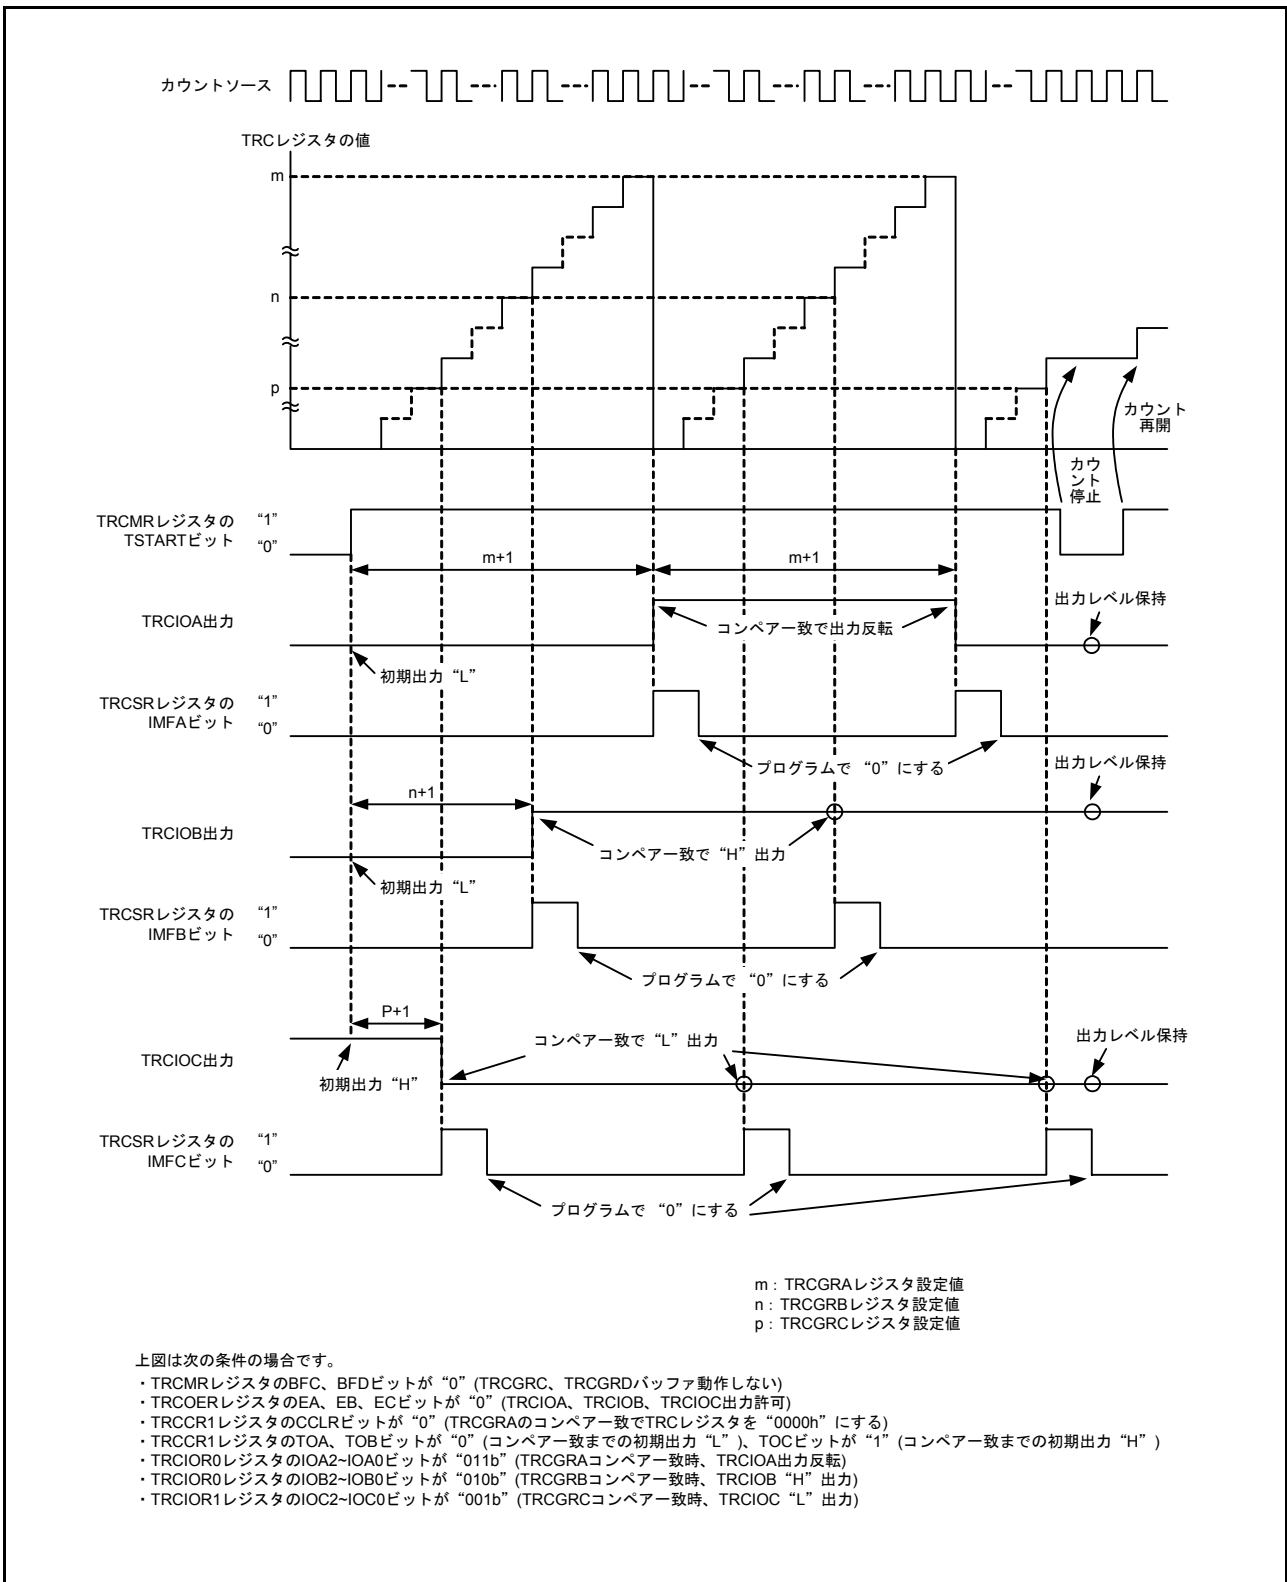 カウントソース
TRCレジスタの値
m
n
p
カウント
再開
カウ
ント
停止
TRCMRレジスタの
TSTARTビット
“1”
“0”
m+1
m+1
TRCIOA出力
コンペア一致で出力反転
出力レベル保持
初期出力“L”
TRCSRレジスタの
IMFAビット
“1”
“0”
プログラムで “0”にする
n+1
出力レベル保持
TRCIOB出力
コンペア一致で“H”出力
初期出力“L”
TRCSRレジスタの
IMFBビット
“1”
“0”
プログラムで “0”にする
P+1
TRCIOC出力
コンペア一致で“L”出力
出力レベル保持
初期出力“H”
TRCSRレジスタの
IMFCビット
“1”
“0”
プログラムで “0”にする
m : TRCGRAレジスタ設定値
n : TRCGRBレジスタ設定値
p : TRCGRCレジスタ設定値
上図は次の条件の場合です。
・TRCMRレジスタのBFC、BFDビットが“0”(TRCGRC、TRCGRDバッファ動作しない)
・TRCOERレジスタのEA、EB、ECビットが“0”(TRCIOA、TRCIOB、TRCIOC出力許可)
・TRCCR1レジスタのCCLRビットが“0”(TRCGRAのコンペア一致でTRCレジスタを“0000h”にする)
・TRCCR1レジスタのTOA、TOBビットが“0”(コンペア一致までの初期出力“L”)、TOCビットが“1”(コンペア一致までの初期出力“H”)
・TRCIOR0レジスタのIOA2~IOA0ビットが“011b”(TRCGRAコンペア一致時、TRCIOA出力反転)
・TRCIOR0レジスタのIOB2~IOB0ビットが“010b”(TRCGRBコンペア一致時、TRCIOB“H”出力)
・TRCIOR1レジスタのIOC2~IOC0ビットが“001b”(TRCGRCコンペア一致時、TRCIOC“L”出力)